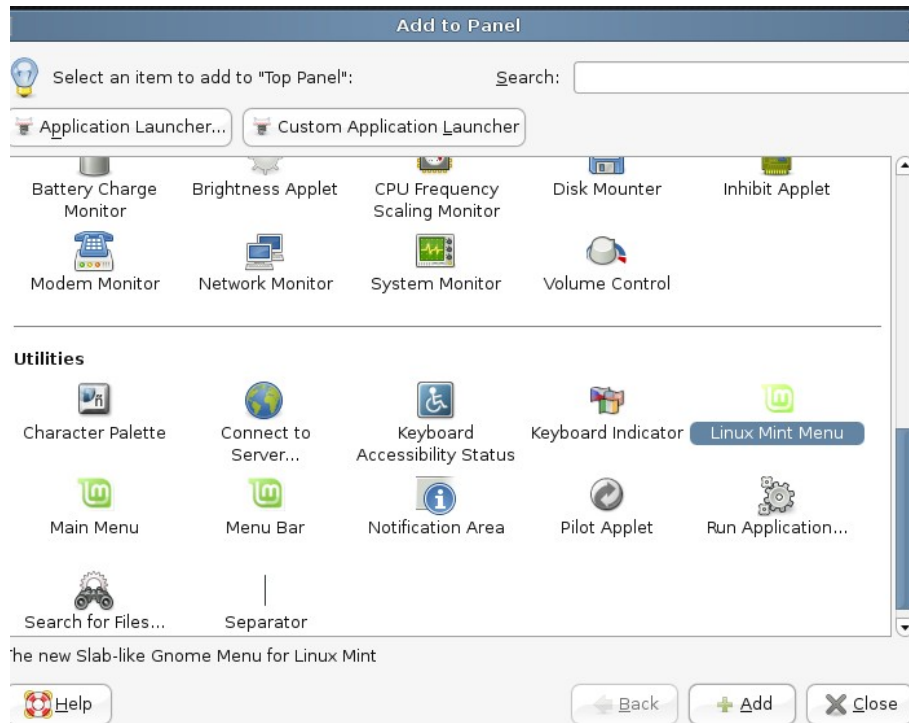 Add to Panel
Select an item to add to "Top Panel":
Search:
Application Launcher...
Custom Application Launcher
Battery Charge Monitor
Brightness Applet
CPU Frequency Scaling Monitor
Disk Mounter
Inhibit Applet
Modem Monitor
Network Monitor
System Monitor
Volume Control
Utilities
Character Palette
Connect to Server...
Keyboard Accessibility Status
Keyboard Indicator
Linux Mint Menu
Main Menu
Menu Bar
Notification Area
Pilot Applet
Run Application...
Search for Files...
Separator
The new Slab-like Gnome Menu for Linux Mint
Help
Back
Add
Close